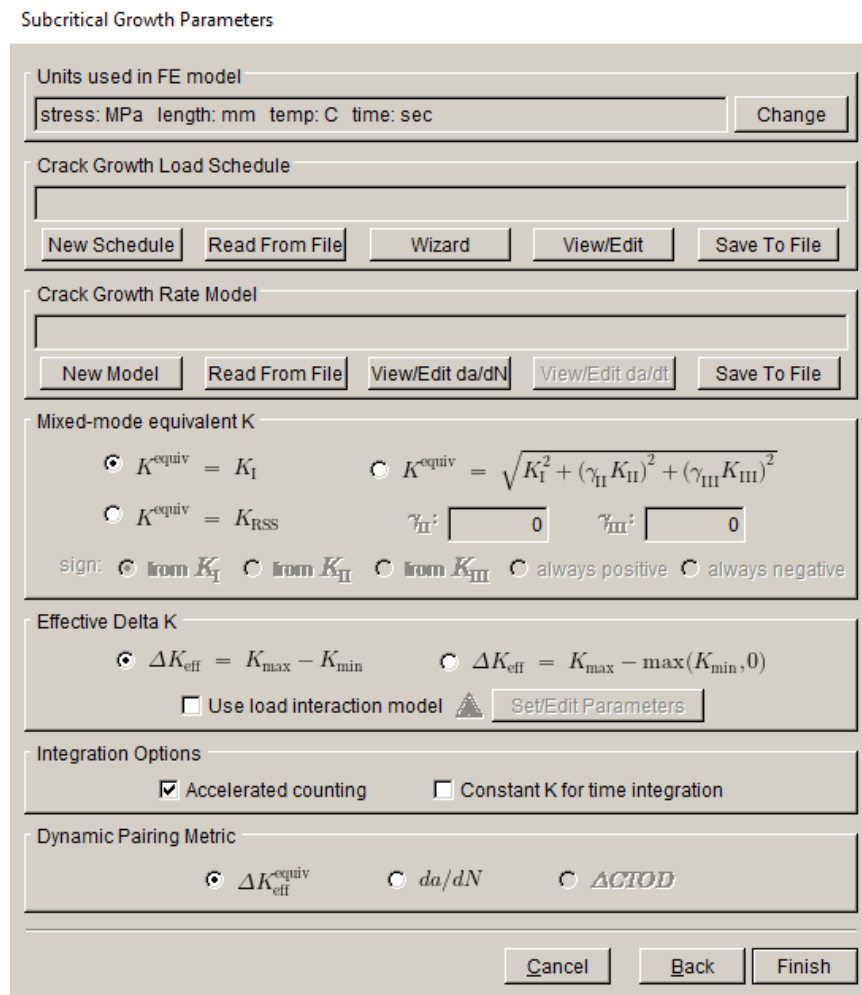 Subcritical Growth Parameters
Units used in FE model
stress: MPa length: mm temp: C time: sec Change
Crack Growth Load Schedule
New Schedule Read From File Wizard View/Edit Save To File
Crack Growth Rate Model
New Model Read From File View/Edit da/dN View/Edit da/dt Save To File
Mixed-mode equivalent K
K^equiv = K_I K^equiv = √(K_I^2 + (γ_II K_II)^2 + (γ_III K_III)^2)
K^equiv = K_RSS γ_II: 0 γ_III: 0
sign: from K_I from K_II from K_III always positive always negative
Effective Delta K
ΔK_eff = K_max − K_min ΔK_eff = K_max − max(K_min,0)
Use load interaction model Set/Edit Parameters
Integration Options
Accelerated counting Constant K for time integration
Dynamic Pairing Metric
ΔK_eff^equiv da/dN ΔCTOD
Cancel Back Finish